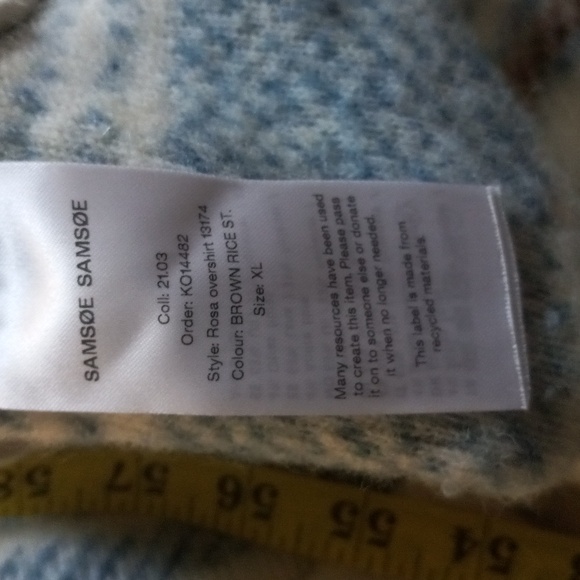 SAMSØE SAMSØE
Coll: 21.03
Order: KO14482
Style: Rosa overshirt 13174
Colour: BROWN RICE ST.
Size: XL
Many resources have been used
to create this item. Please pass
it on to someone else or donate
it when no longer needed.
This label is made from
recycled materials.
58 57 56 55 54